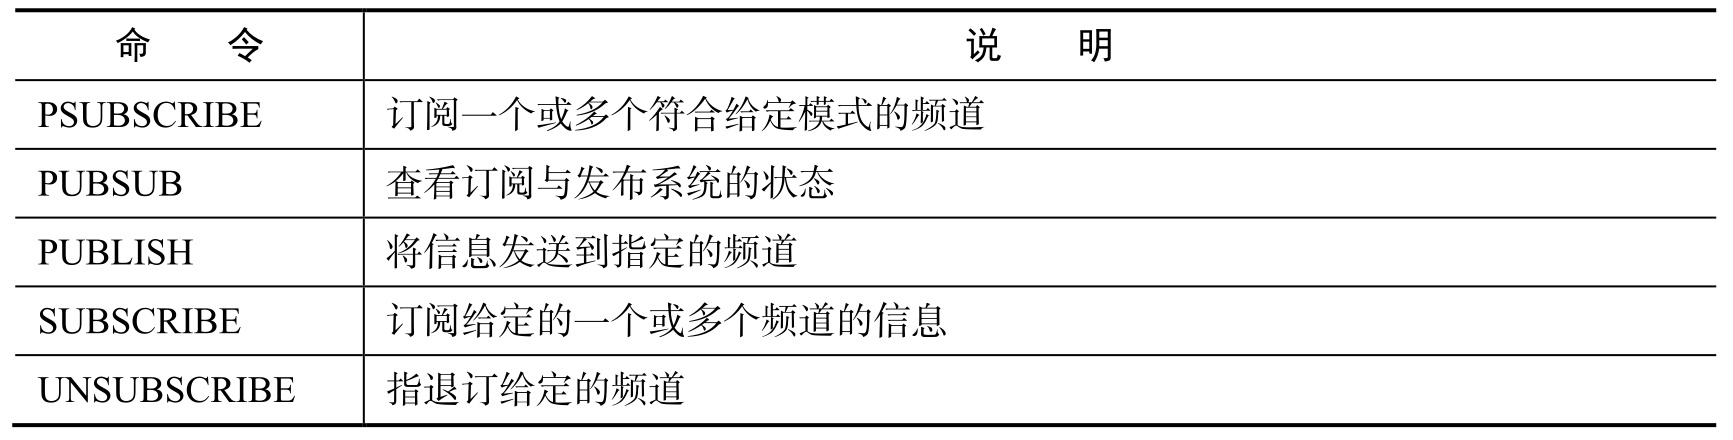 命 令 说 明
PSUBSCRIBE 订阅一个或多个符合给定模式的频道
PUBSUB 查看订阅与发布系统的状态
PUBLISH 将信息发送到指定的频道
SUBSCRIBE 订阅给定的一个或多个频道的信息
UNSUBSCRIBE 指退订给定的频道